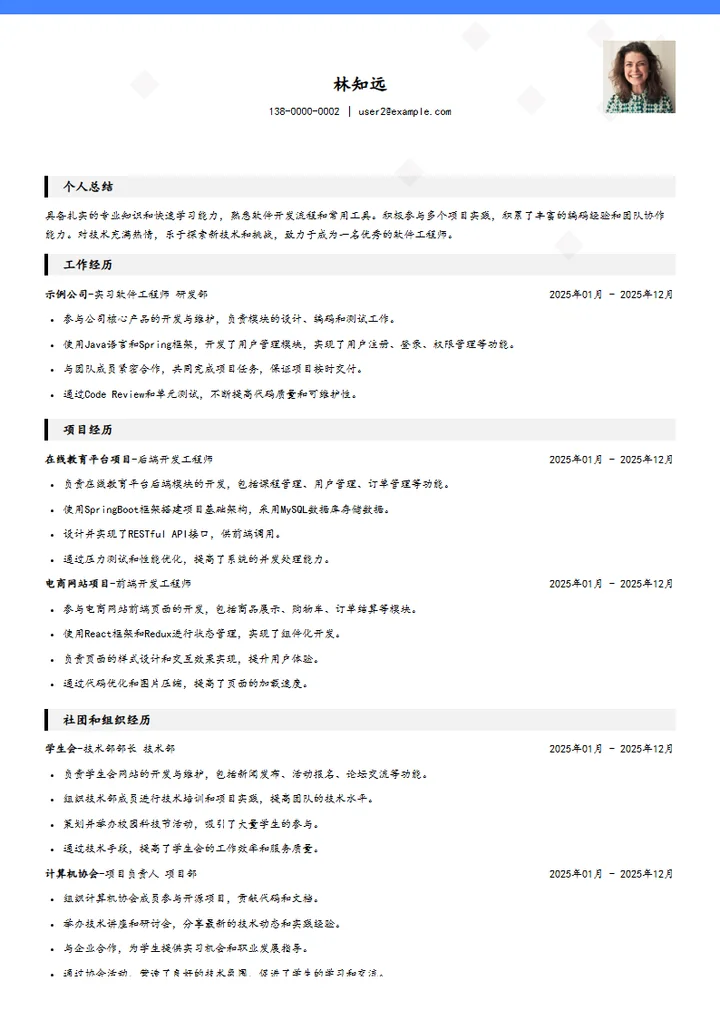 林知远
138-0000-0002 | user2@example.com
个人总结
具备扎实的专业知识和快速学习能力，熟悉软件开发流程和常用工具。积极参与多个项目实践，积累了丰富的编码经验和团队协作
能力。对技术充满热情，乐于探索新技术和挑战，致力于成为一名优秀的软件工程师。
工作经历
示例公司-实习软件工程师 研发部 2025年01月 - 2025年12月
• 参与公司核心产品的开发与维护，负责模块的设计、编码和测试工作。
• 使用Java语言和Spring框架，开发了用户管理模块，实现了用户注册、登录、权限管理等功能。
• 与团队成员紧密合作，共同完成项目任务，保证项目按时交付。
• 通过Code Review和单元测试，不断提高代码质量和可维护性。
项目经历
在线教育平台项目-后端开发工程师 2025年01月 - 2025年12月
• 负责在线教育平台后端模块的开发，包括课程管理、用户管理、订单管理等功能。
• 使用SpringBoot框架搭建项目基础架构，采用MySQL数据库存储数据。
• 设计并实现了RESTful API接口，供前端调用。
• 通过压力测试和性能优化，提高了系统的并发处理能力。
电商网站项目-前端开发工程师 2025年01月 - 2025年12月
• 参与电商网站前端页面的开发，包括商品展示、购物车、订单结算等模块。
• 使用React框架和Redux进行状态管理，实现了组件化开发。
• 负责页面的样式设计和交互效果实现，提升用户体验。
• 通过代码优化和图片压缩，提高了页面的加载速度。
社团和组织经历
学生会-技术部部长 技术部 2025年01月 - 2025年12月
• 负责学生会网站的开发与维护，包括新闻发布、活动报名、论坛交流等功能。
• 组织技术部成员进行技术培训和项目实践，提高团队的技术水平。
• 策划并举办校园科技节活动，吸引了大量学生的参与。
• 通过技术手段，提高了学生会的工作效率和服务质量。
计算机协会-项目负责人 项目部 2025年01月 - 2025年12月
• 组织计算机协会成员参与开源项目，贡献代码和文档。
• 举办技术讲座和研讨会，分享最新的技术动态和实践经验。
• 与企业合作，为学生提供实习机会和职业发展指导。
• 通过协会活动，营造了良好的技术氛围，促进了学生的学习和交流。